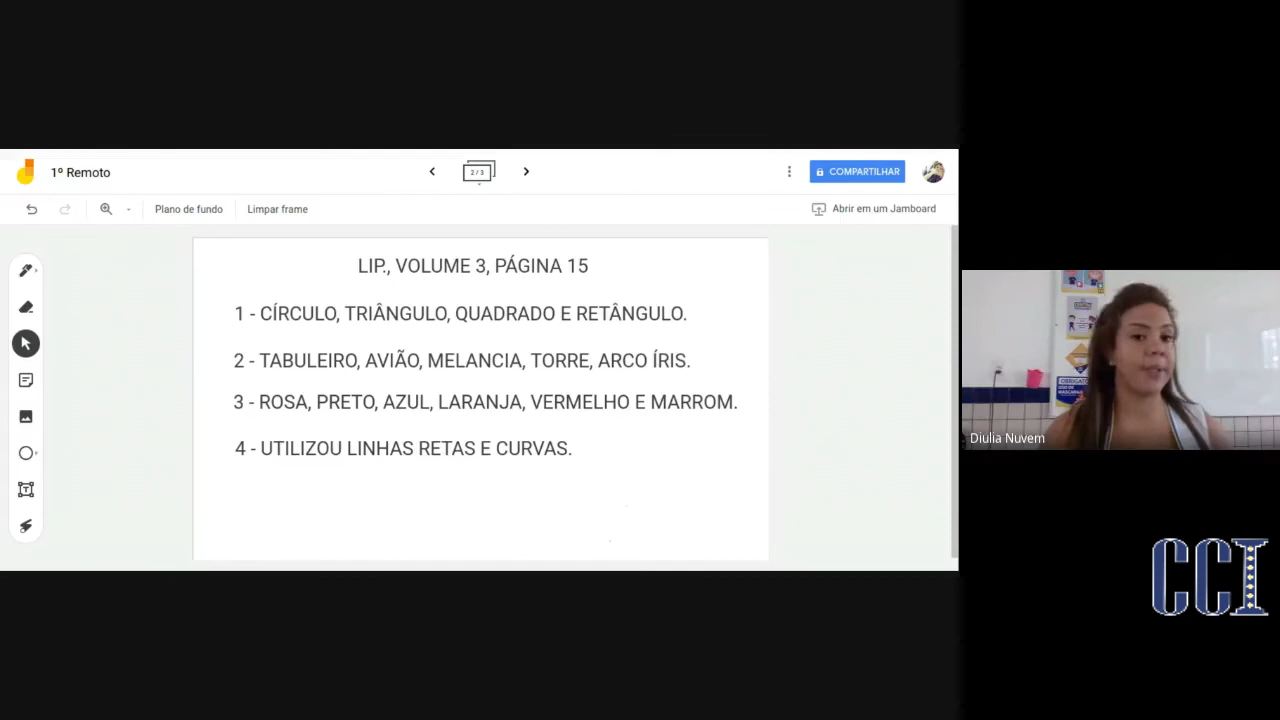 1º Remoto
2 / 3
COMPARTILHAR
Plano de fundo
Limpar frame
Abrir em um Jamboard
LIP., VOLUME 3, PÁGINA 15
1 - CÍRCULO, TRIÂNGULO, QUADRADO E RETÂNGULO.
2 - TABULEIRO, AVIÃO, MELANCIA, TORRE, ARCO ÍRIS.
3 - ROSA, PRETO, AZUL, LARANJA, VERMELHO E MARROM.
4 - UTILIZOU LINHAS RETAS E CURVAS.
Diulia Nuvem
CCI